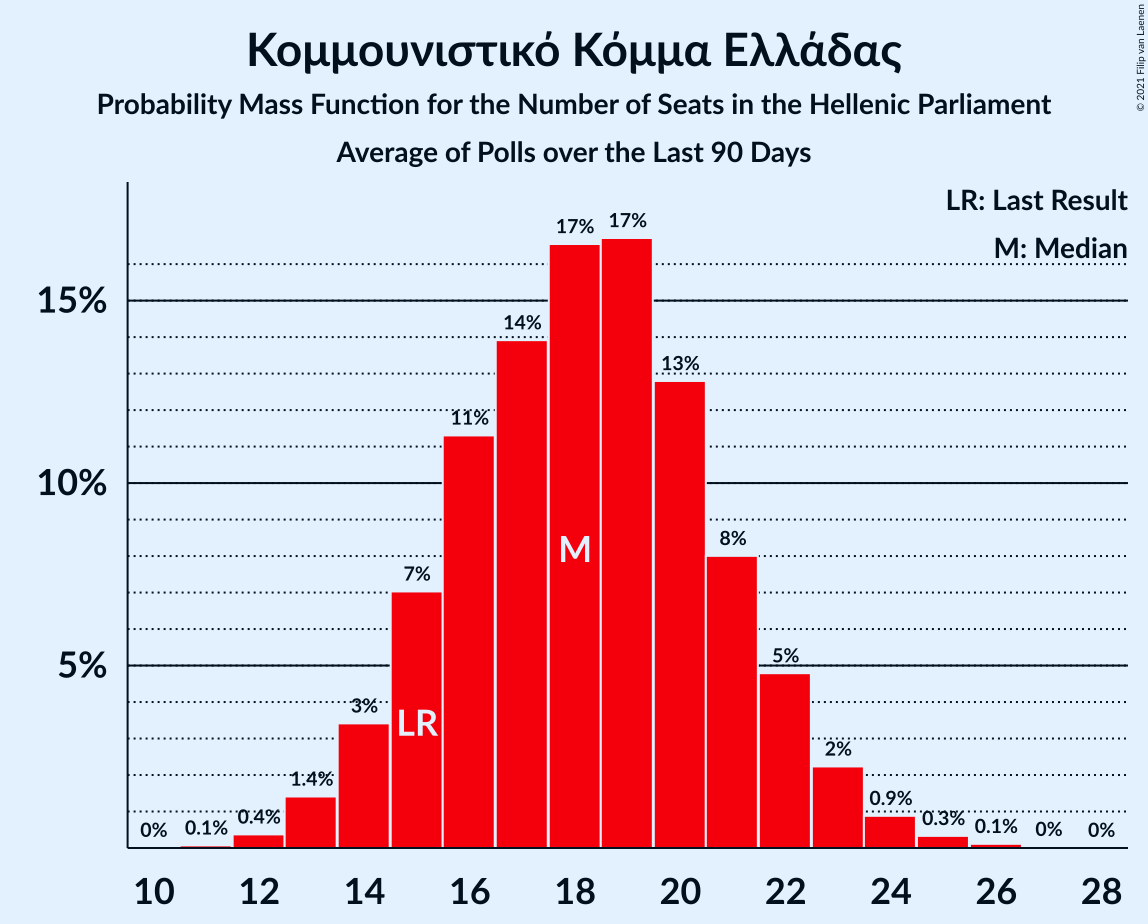 Κομμουνιστικό Κόμμα Ελλάδας
Probability Mass Function for the Number of Seats in the Hellenic Parliament
Average of Polls over the Last 90 Days
© 2021 Filip van Laenen
LR: Last Result
M: Median
15%
10%
5%
0%
0.1%
0.4%
1.4%
3%
7%
11%
14%
17%
17%
13%
8%
5%
2%
0.9%
0.3%
0.1%
0%
0%
LR
M
10 12 14 16 18 20 22 24 26 28